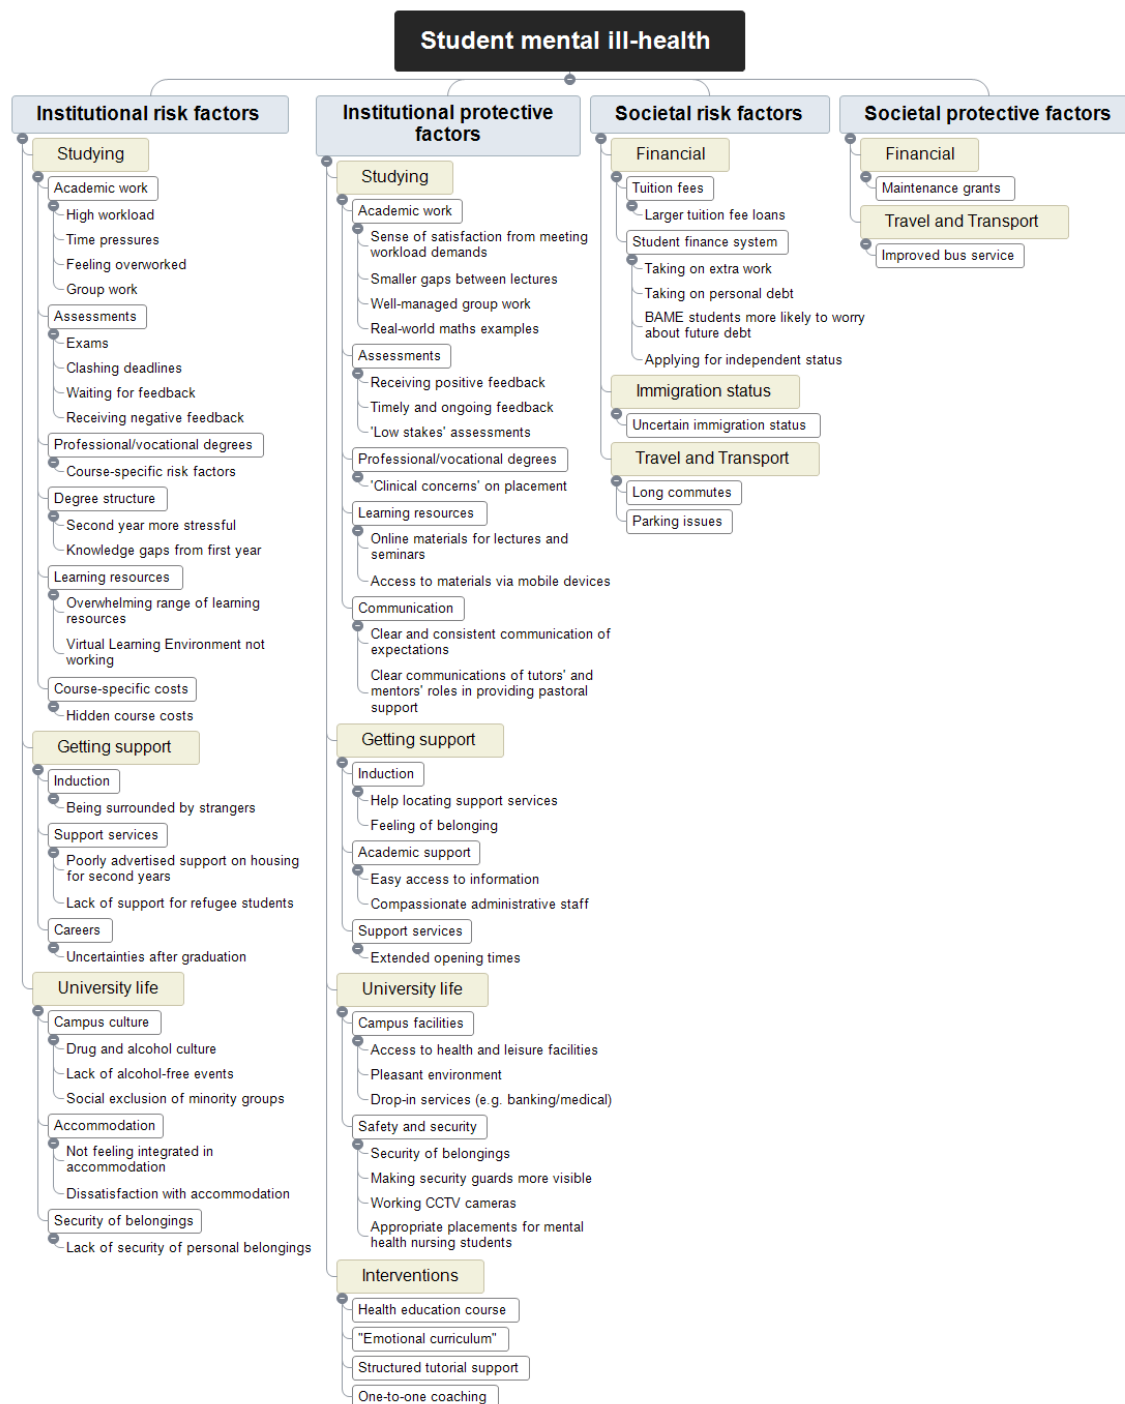 Student mental ill-health
Institutional risk factors
Studying
Academic work
High workload
Time pressures
Feeling overworked
Group work
Assessments
Exams
Clashing deadlines
Waiting for feedback
Receiving negative feedback
Professional/vocational degrees
Course-specific risk factors
Degree structure
Second year more stressful
Knowledge gaps from first year
Learning resources
Overwhelming range of learning
resources
Virtual Learning Environment not
working
Course-specific costs
Hidden course costs
Getting support
Induction
Being surrounded by strangers
Support services
Poorly advertised support on housing
for second years
Lack of support for refugee students
Careers
Uncertainties after graduation
University life
Campus culture
Drug and alcohol culture
Lack of alcohol-free events
Social exclusion of minority groups
Accommodation
Not feeling integrated in
accommodation
Dissatisfaction with accommodation
Security of belongings
Lack of security of personal belongings
Institutional protective
factors
Studying
Academic work
Sense of satisfaction from meeting
workload demands
Smaller gaps between lectures
Well-managed group work
Real-world maths examples
Assessments
Receiving positive feedback
Timely and ongoing feedback
'Low stakes' assessments
Professional/vocational degrees
'Clinical concerns' on placement
Learning resources
Online materials for lectures and
seminars
Access to materials via mobile devices
Communication
Clear and consistent communication of
expectations
Clear communications of tutors' and
mentors' roles in providing pastoral
support
Getting support
Induction
Help locating support services
Feeling of belonging
Academic support
Easy access to information
Compassionate administrative staff
Support services
Extended opening times
University life
Campus facilities
Access to health and leisure facilities
Pleasant environment
Drop-in services (e.g. banking/medical)
Safety and security
Security of belongings
Making security guards more visible
Working CCTV cameras
Appropriate placements for mental
health nursing students
Interventions
Health education course
"Emotional curriculum"
Structured tutorial support
One-to-one coaching
Societal risk factors
Financial
Tuition fees
Larger tuition fee loans
Student finance system
Taking on extra work
Taking on personal debt
BAME students more likely to worry
about future debt
Applying for independent status
Immigration status
Uncertain immigration status
Travel and Transport
Long commutes
Parking issues
Societal protective factors
Financial
Maintenance grants
Travel and Transport
Improved bus service